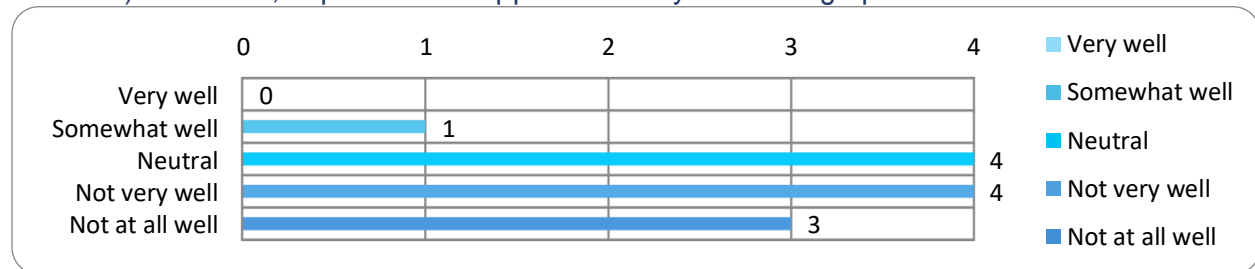 0 1 2 3 4
Very well 0
Somewhat well 1
Neutral 4
Not very well 4
Not at all well 3
Very well
Somewhat well
Neutral
Not very well
Not at all well